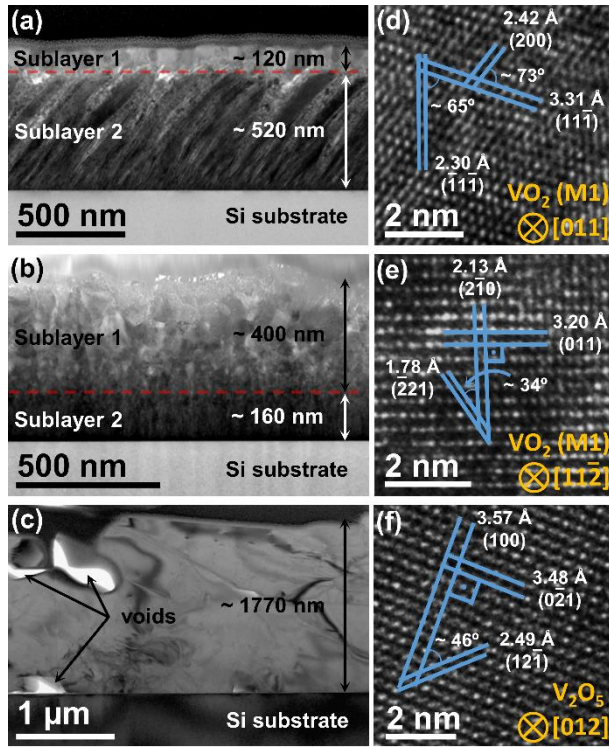 (a)
Sublayer 1
~ 120 nm
Sublayer 2
~ 520 nm
500 nm
Si substrate
(b)
Sublayer 1
~ 400 nm
Sublayer 2
~ 160 nm
500 nm
Si substrate
(c)
voids
~ 1770 nm
1 µm
Si substrate
(d)
2.42 Å
(200)
~ 73º
3.31 Å
(111̅)
~ 65º
2.30 Å
(1̅11̅)
VO₂ (M1)
2 nm
[011]
(e)
2.13 Å
(21̅0)
3.20 Å
(011)
1.78 Å
(2̅21)
~ 34º
VO₂ (M1)
2 nm
[112̅]
(f)
3.57 Å
(100)
3.48 Å
(02̅1)
~ 46º
2.49 Å
(121̅)
V₂O₅
2 nm
[012]